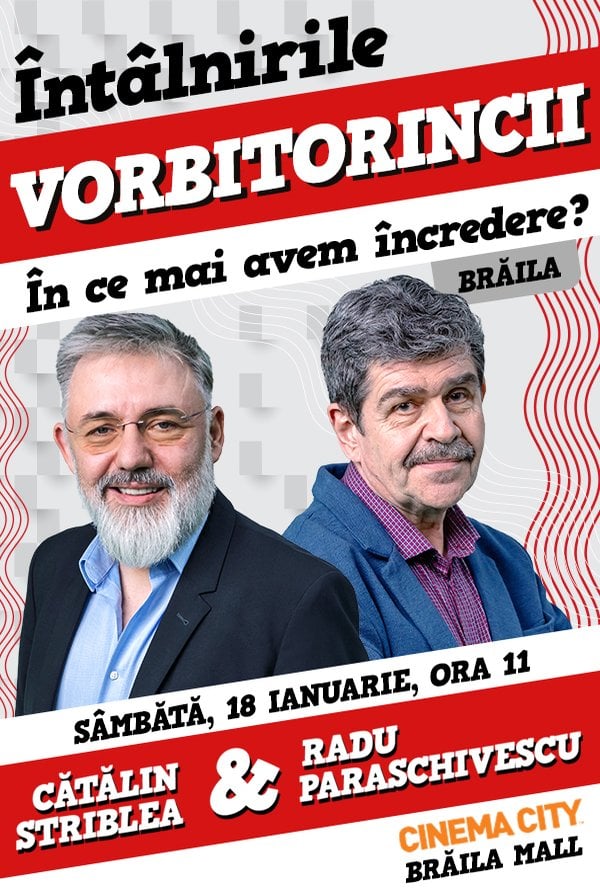 Întâlnirile
VORBITORINCII
În ce mai avem încredere?
BRĂILA
SÂMBĂTĂ, 18 IANUARIE, ORA 11
CĂTĂLIN
STRIBLEA
&
RADU
PARASCHIVESCU
CINEMA CITY
BRĂILA MALL